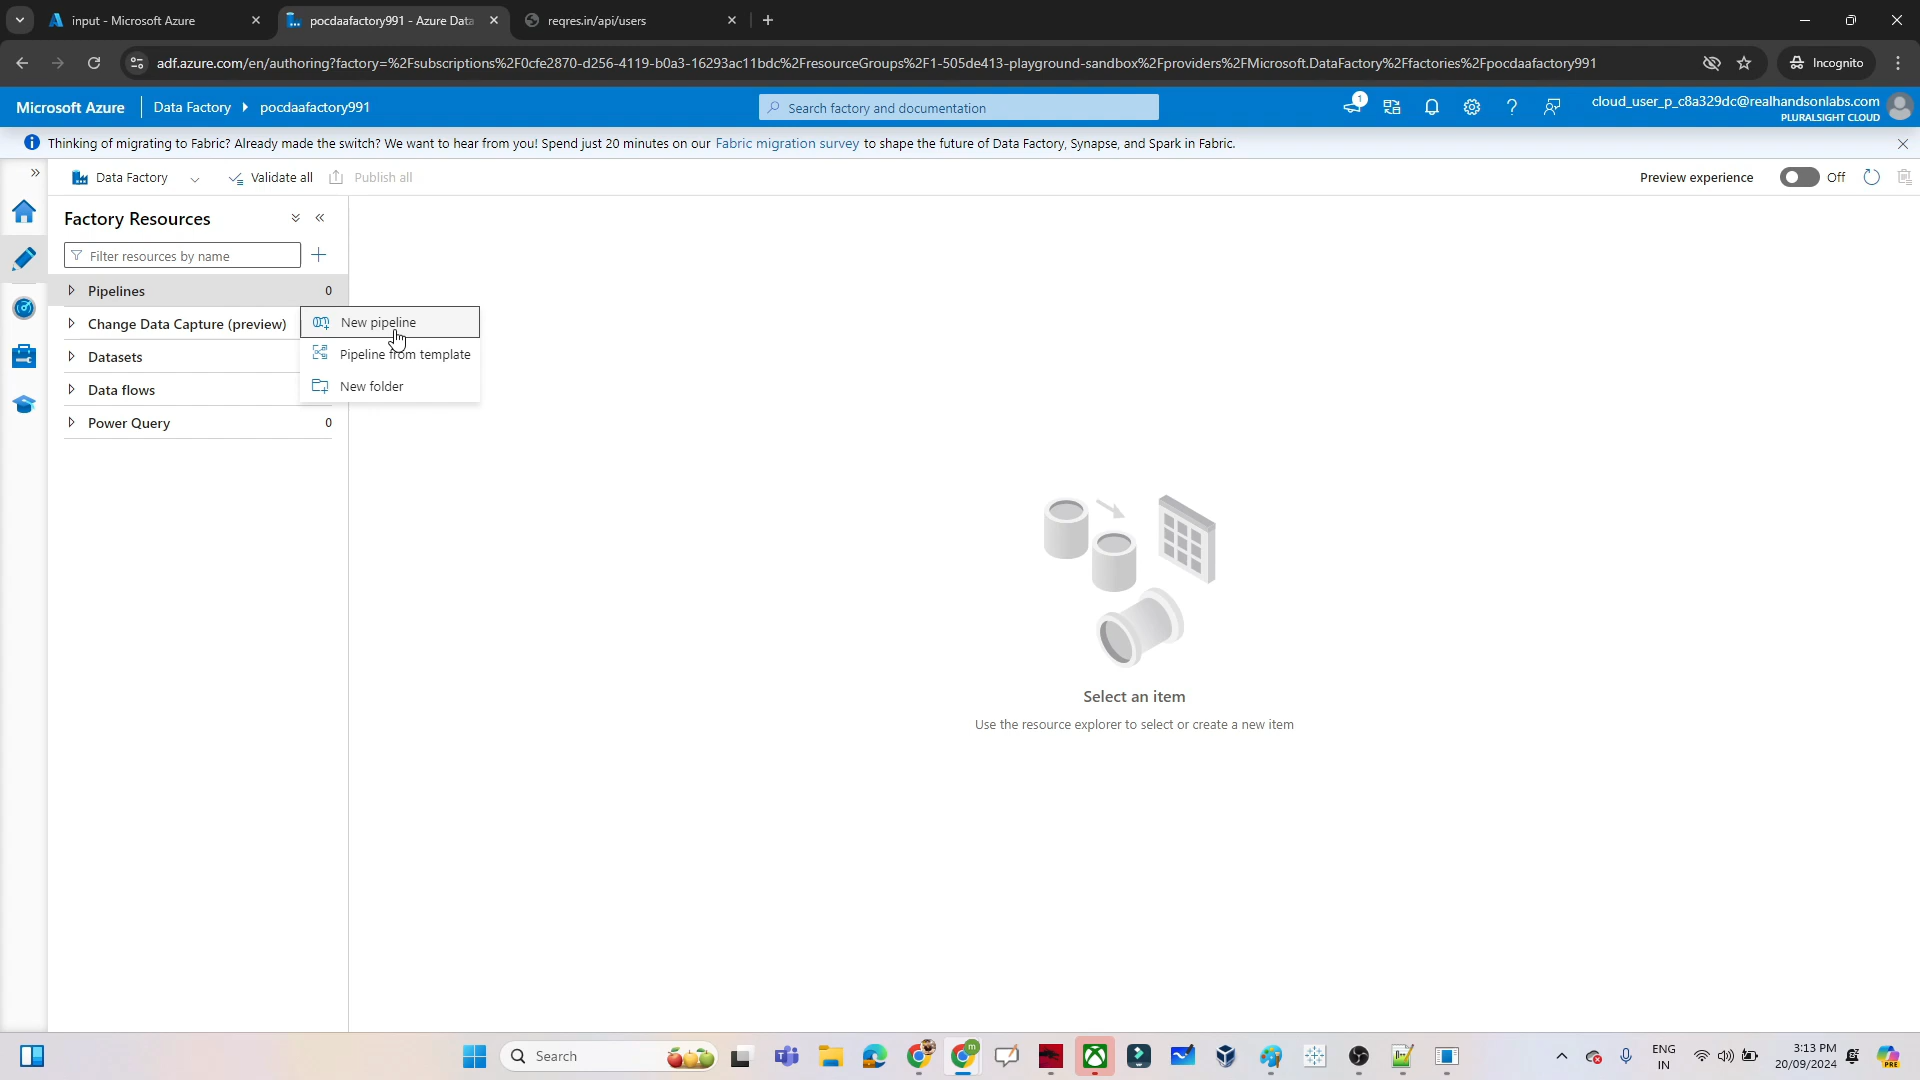 input - Microsoft Azure
pocdaafactory991 - Azure Data
reqres.in/api/users
adf.azure.com/en/authoring?factory=%2Fsubscriptions%2F0cfe2870-d256-4119-b0a3-16293ac11bdc%2FresourceGroups%2F1-505de413-playground-sandbox%2Fproviders%2FMicrosoft.DataFactory%2Ffactories%2Fpocdaafactory991
Incognito
Microsoft Azure
Data Factory
pocdaafactory991
Search factory and documentation
1
cloud_user_p_c8a329dc@realhandsonlabs.com
PLURALSIGHT CLOUD
Thinking of migrating to Fabric? Already made the switch? We want to hear from you! Spend just 20 minutes on our Fabric migration survey to shape the future of Data Factory, Synapse, and Spark in Fabric.
Data Factory
Validate all
Publish all
Preview experience
Off
Factory Resources
Filter resources by name
Pipelines
0
New pipeline
Change Data Capture (preview)
Pipeline from template
Datasets
New folder
Data flows
Power Query
0
Select an item
Use the resource explorer to select or create a new item
Search
ENG
IN
3:13 PM
20/09/2024
PRE